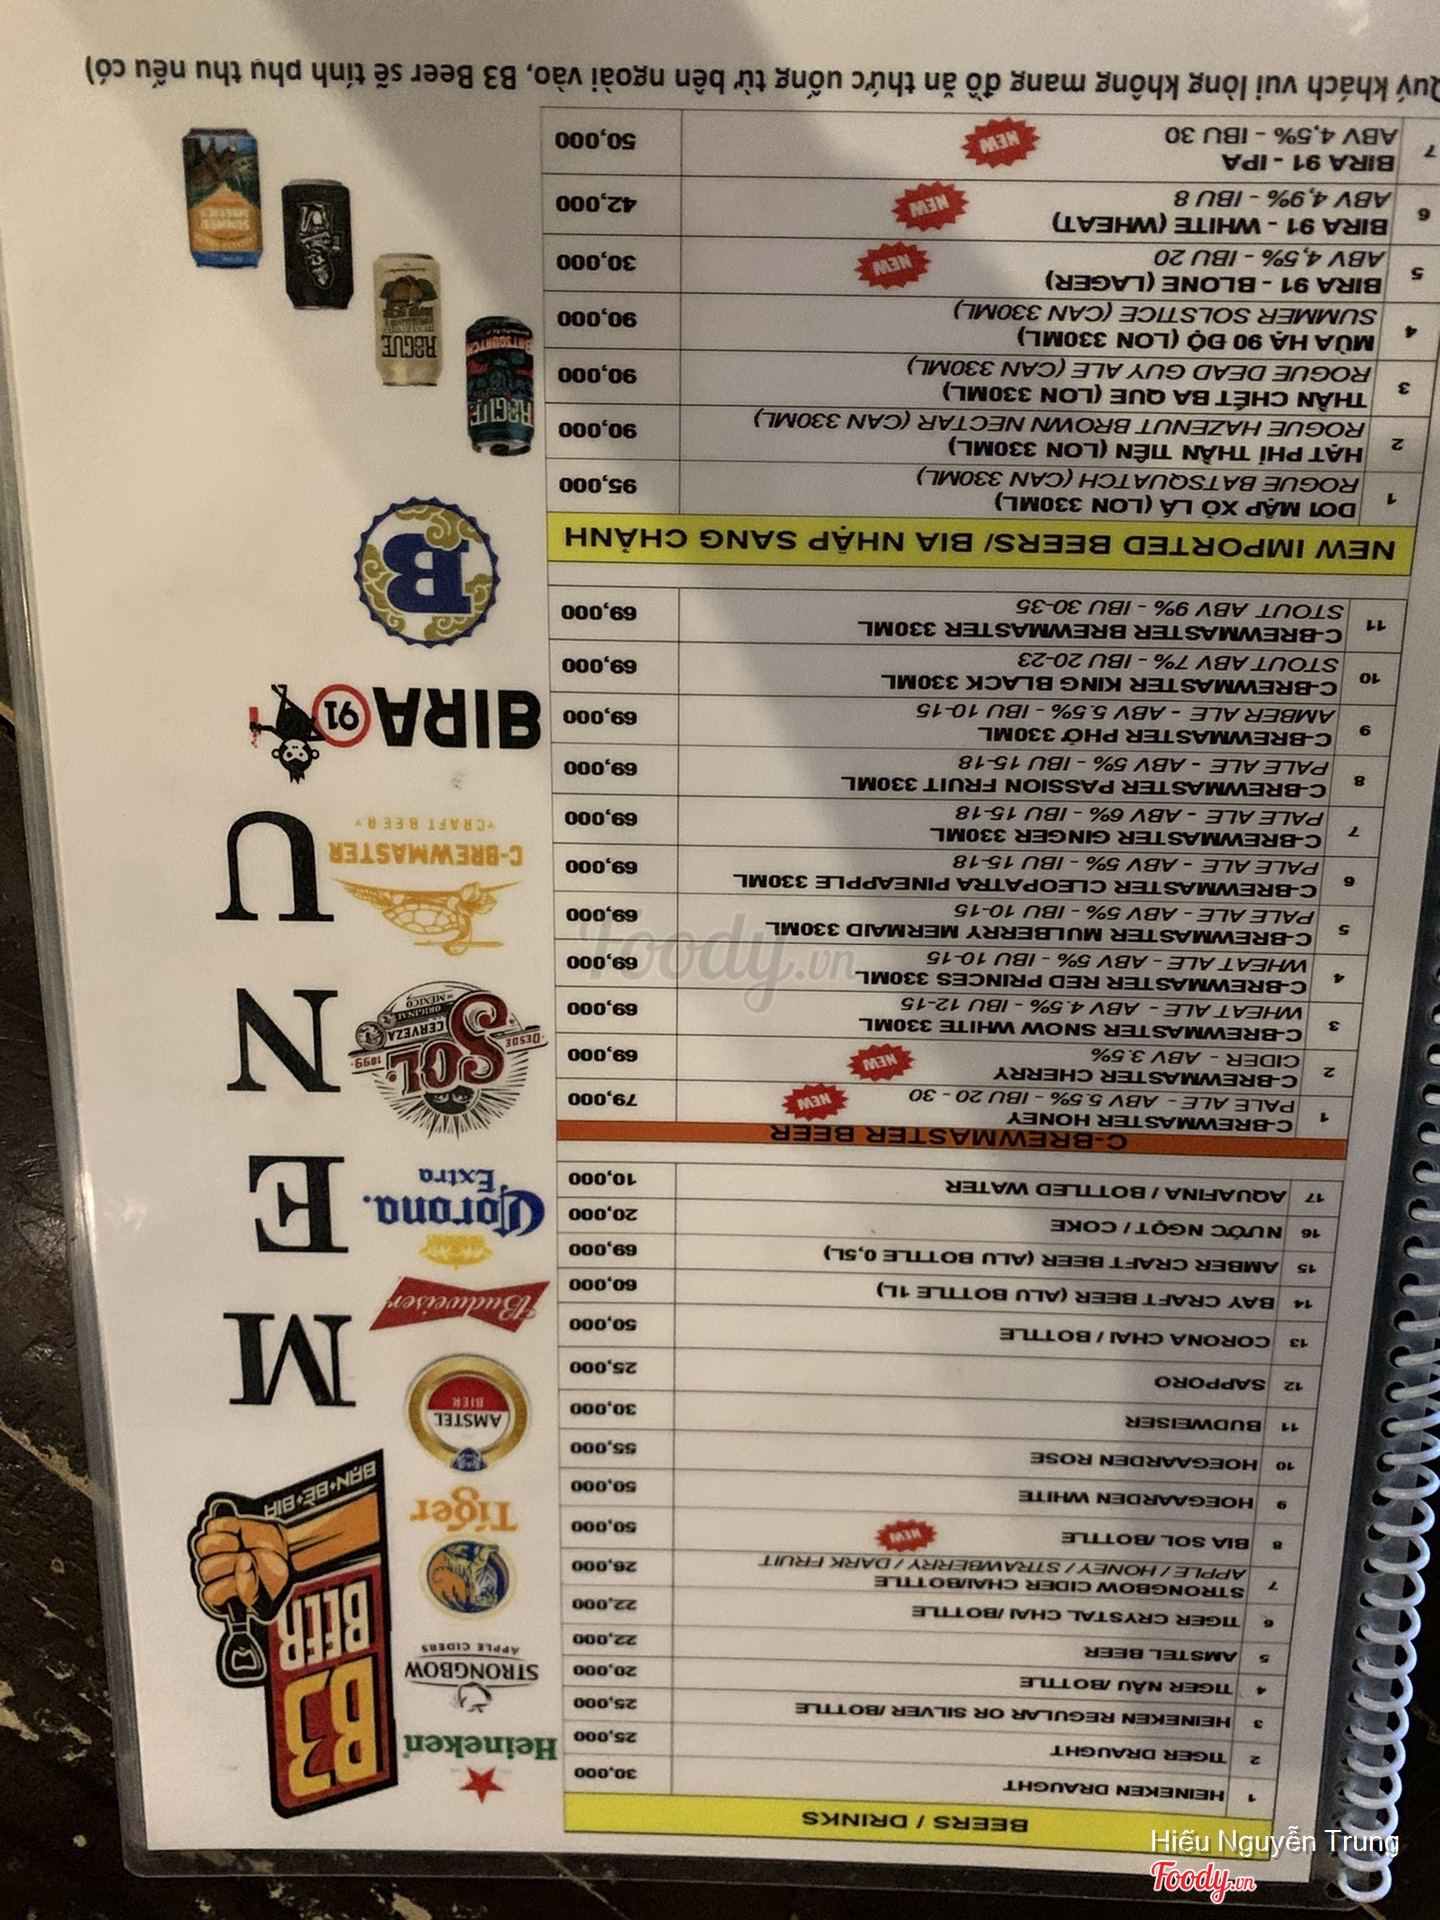 BEERS / DRINKS
1 HEINEKEN DRAUGHT 30,000
2 TIGER DRAUGHT 25,000
3 HEINEKEN REGULAR OR SILVER /BOTTLE 25,000
4 TIGER NÂU /BOTTLE 20,000
5 AMSTEL BEER 22,000
6 TIGER CRYSTAL CHAI /BOTTLE 22,000
7 STRONGBOW CIDER CHAI/BOTTLE 26,000
APPLE / HONEY / STRAWBERRY / DARK FRUIT
8 BIA SOL /BOTTLE NEW 50,000
9 HOEGAARDEN WHITE 50,000
10 HOEGAARDEN ROSE 55,000
11 BUDWEISER 30,000
12 SAPPORO 25,000
13 CORONA CHAI / BOTTLE 50,000
14 BAY CRAFT BEER (ALU BOTTLE 1L) 60,000
15 AMBER CRAFT BEER (ALU BOTTLE 0,5L) 69,000
16 NƯỚC NGỌT / COKE 20,000
17 AQUAFINA / BOTTLED WATER 10,000
C-BREWMASTER BEER
1 C-BREWMASTER HONEY NEW 79,000
PALE ALE - ABV 5.5% - IBU 20 - 30
2 C-BREWMASTER CHERRY NEW 69,000
CIDER - ABV 3.5%
3 C-BREWMASTER SNOW WHITE 330ML 69,000
WHEAT ALE - ABV 4.5% - IBU 12-15
4 C-BREWMASTER RED PRINCES 330ML 69,000
WHEAT ALE - ABV 5% - IBU 10-15
5 C-BREWMASTER MULBERRY MERMAID 330ML 69,000
PALE ALE - ABV 5% - IBU 10-15
6 C-BREWMASTER CLEOPATRA PINEAPPLE 330ML 69,000
PALE ALE - ABV 5% - IBU 15-18
7 C-BREWMASTER GINGER 330ML 69,000
PALE ALE - ABV 6% - IBU 15-18
8 C-BREWMASTER PASSION FRUIT 330ML 69,000
PALE ALE - ABV 5% - IBU 15-18
9 C-BREWMASTER PHỞ 330ML 69,000
AMBER ALE - ABV 5.5% - IBU 10-15
10 C-BREWMASTER KING BLACK 330ML 69,000
STOUT ABV 7% - IBU 20-23
11 C-BREWMASTER BREWMASTER 330ML 69,000
STOUT ABV 9% - IBU 30-35
NEW IMPORTED BEERS/ BIA NHẬP SANG CHẢNH
1 DƠI MẬP XÕ LÁ (LON 330ML) 95,000
ROGUE BATSQUATCH (CAN 330ML)
2 HẠT PHỈ THẦN TIÊN (LON 330ML) 90,000
ROGUE HAZENUT BROWN NECTAR (CAN 330ML)
3 THẦN CHẾT BA QUE (LON 330ML) 90,000
ROGUE DEAD GUY ALE (CAN 330ML)
4 MÙA HẠ 90 ĐỘ (LON 330ML) 90,000
SUMMER SOLSTICE (CAN 330ML)
5 BIRA 91 - BLONE (LAGER) NEW 30,000
ABV 4,5% - IBU 20
6 BIRA 91 - WHITE (WHEAT) NEW 42,000
ABV 4,9% - IBU 8
7 BIRA 91 - IPA NEW 50,000
ABV 4,5% - IBU 30
Quý khách vui lòng không mang đồ ăn thức uống từ bên ngoài vào, B3 Beer sẽ tính phụ thu nếu có)
B3
BEER
BẠN•BÈ•BIA
MENU
Heineken
STRONGBOW
APPLE CIDERS
Tiger
AMSTEL
BIER
Budweiser
Corona.
Extra
DESDE 1899
SOL
CERVEZA
ORIGINAL
DE MEXICO
C-BREWMASTER
CRAFT BEER
BIRA 91
B
ROGUE
BATSQUATCH
ROGUE
Foody.vn
Hiếu Nguyễn Trung
Foody.vn